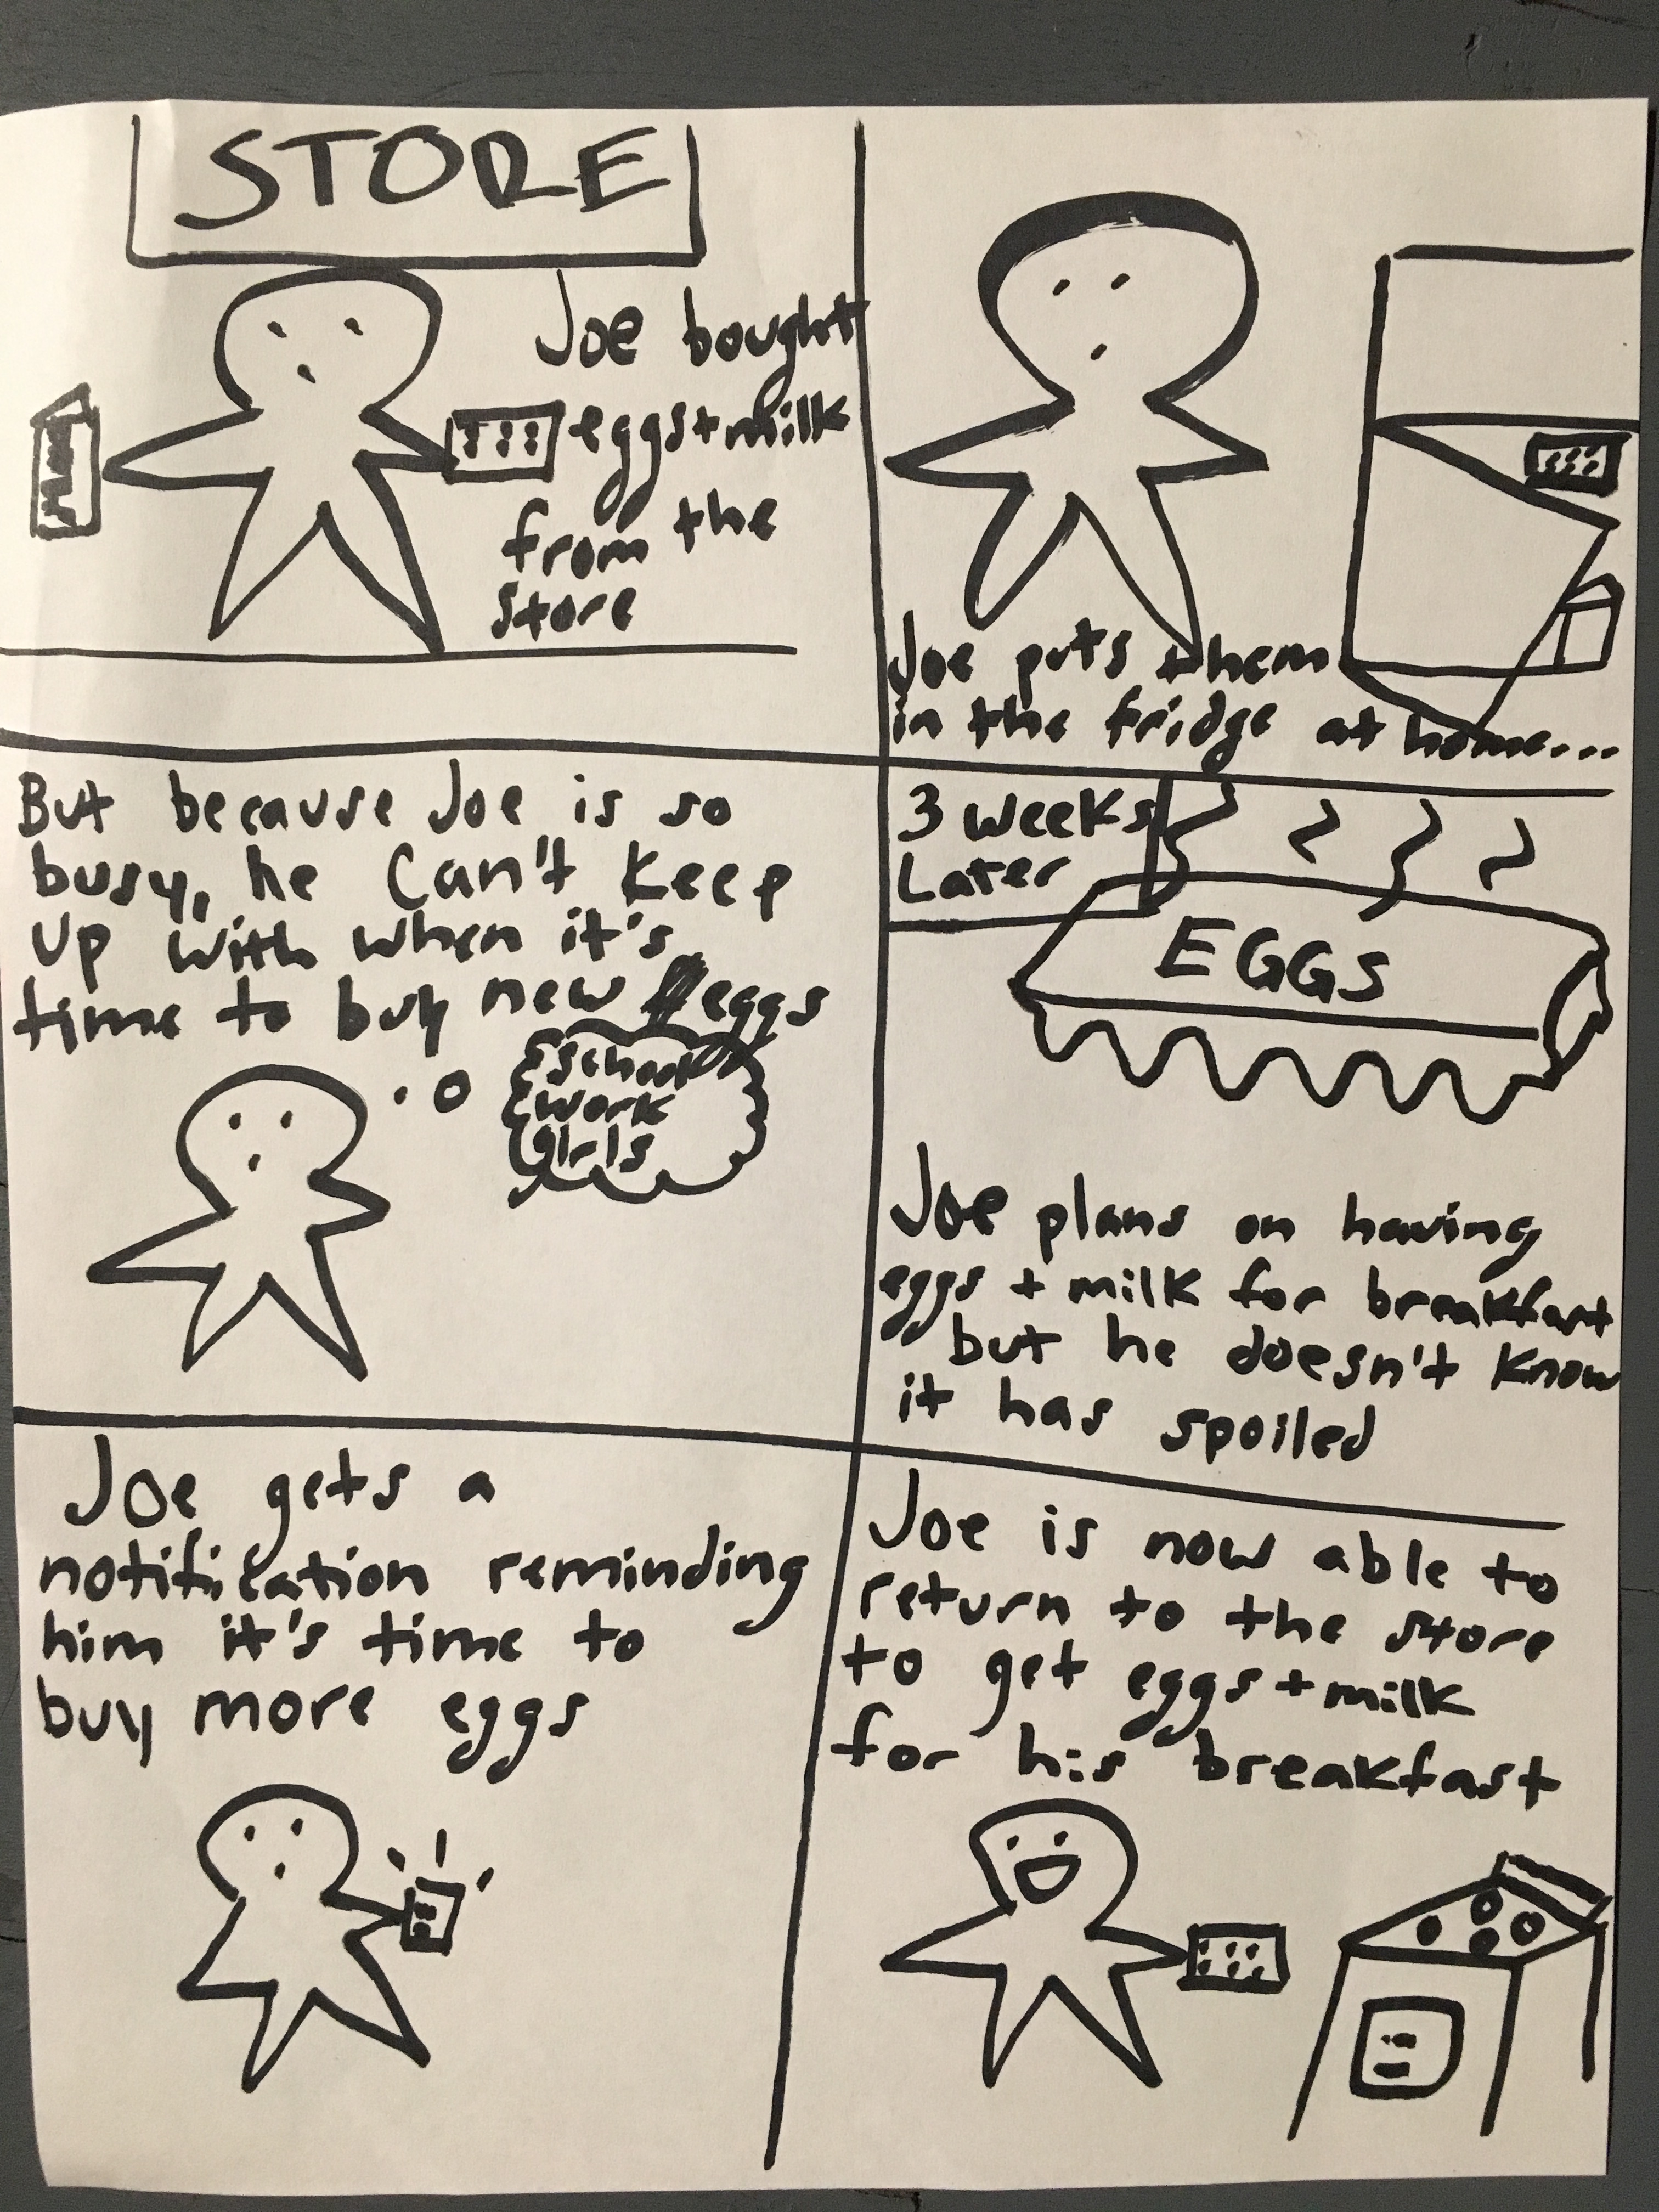 STORE
Joe bought
eggs + milk
from the
store
Joe puts them
in the fridge at home...
But because Joe is so
busy, he can't keep
up with when it's
time to buy new eggs
school
work
girls
3 weeks
Later
EGGS
Joe plans on having
eggs + milk for breakfast
but he doesn't know
it has spoiled
Joe gets a
notification reminding
him it's time to
buy more eggs
Joe is now able to
return to the store
to get eggs + milk
for his breakfast